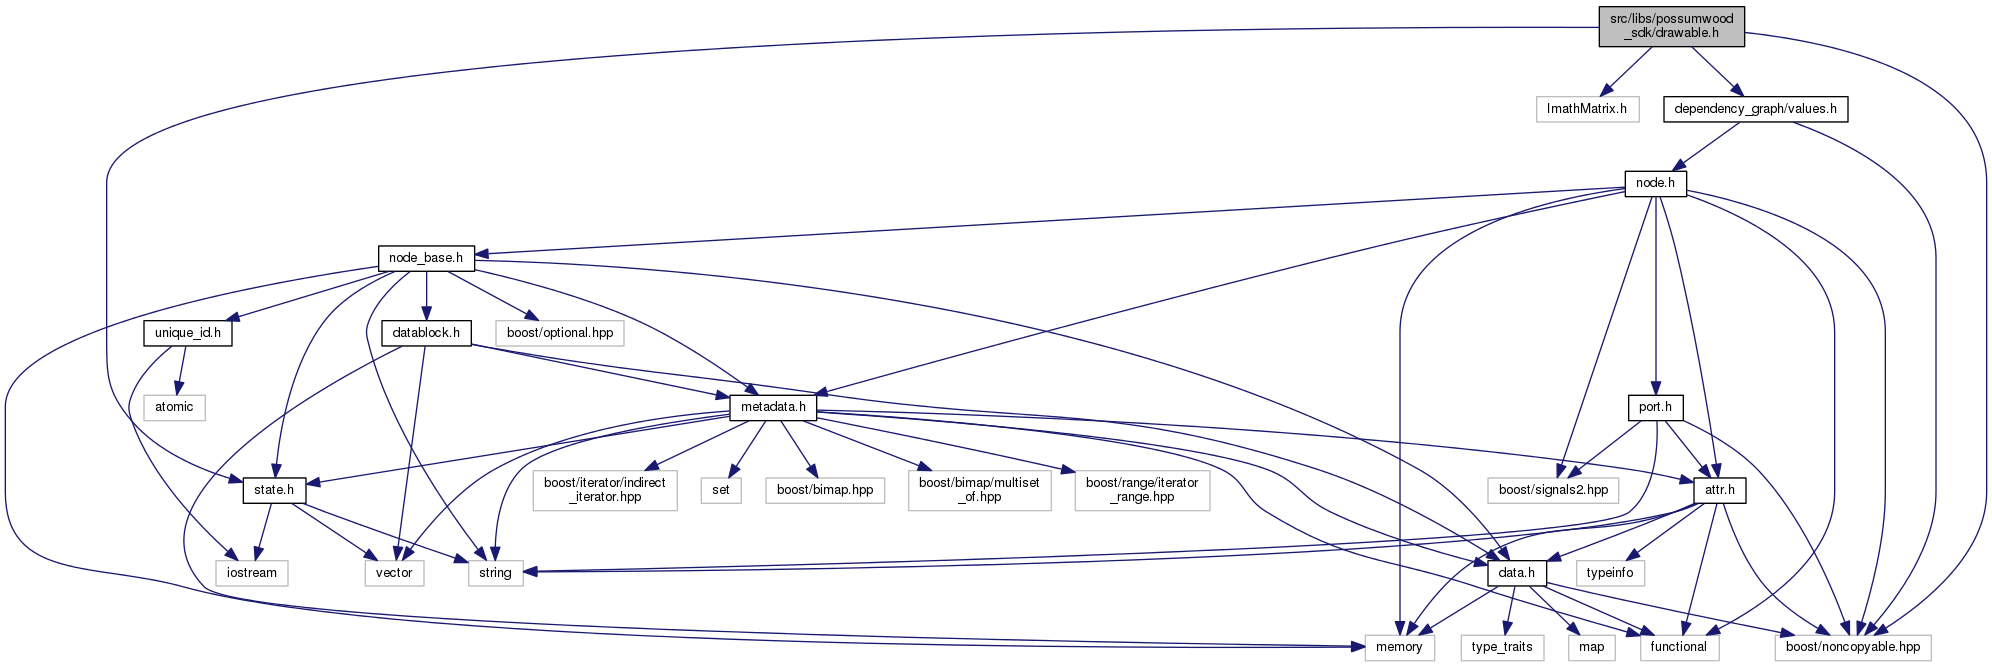 src/libs/possumwood
_sdk/drawable.h
ImathMatrix.h
dependency_graph/values.h
node.h
node_base.h
unique_id.h
datablock.h
boost/optional.hpp
atomic
metadata.h
port.h
boost/iterator/indirect
_iterator.hpp
set
boost/bimap.hpp
boost/bimap/multiset
_of.hpp
boost/range/iterator
_range.hpp
state.h
boost/signals2.hpp
attr.h
iostream
vector
string
data.h
typeinfo
memory
type_traits
map
functional
boost/noncopyable.hpp